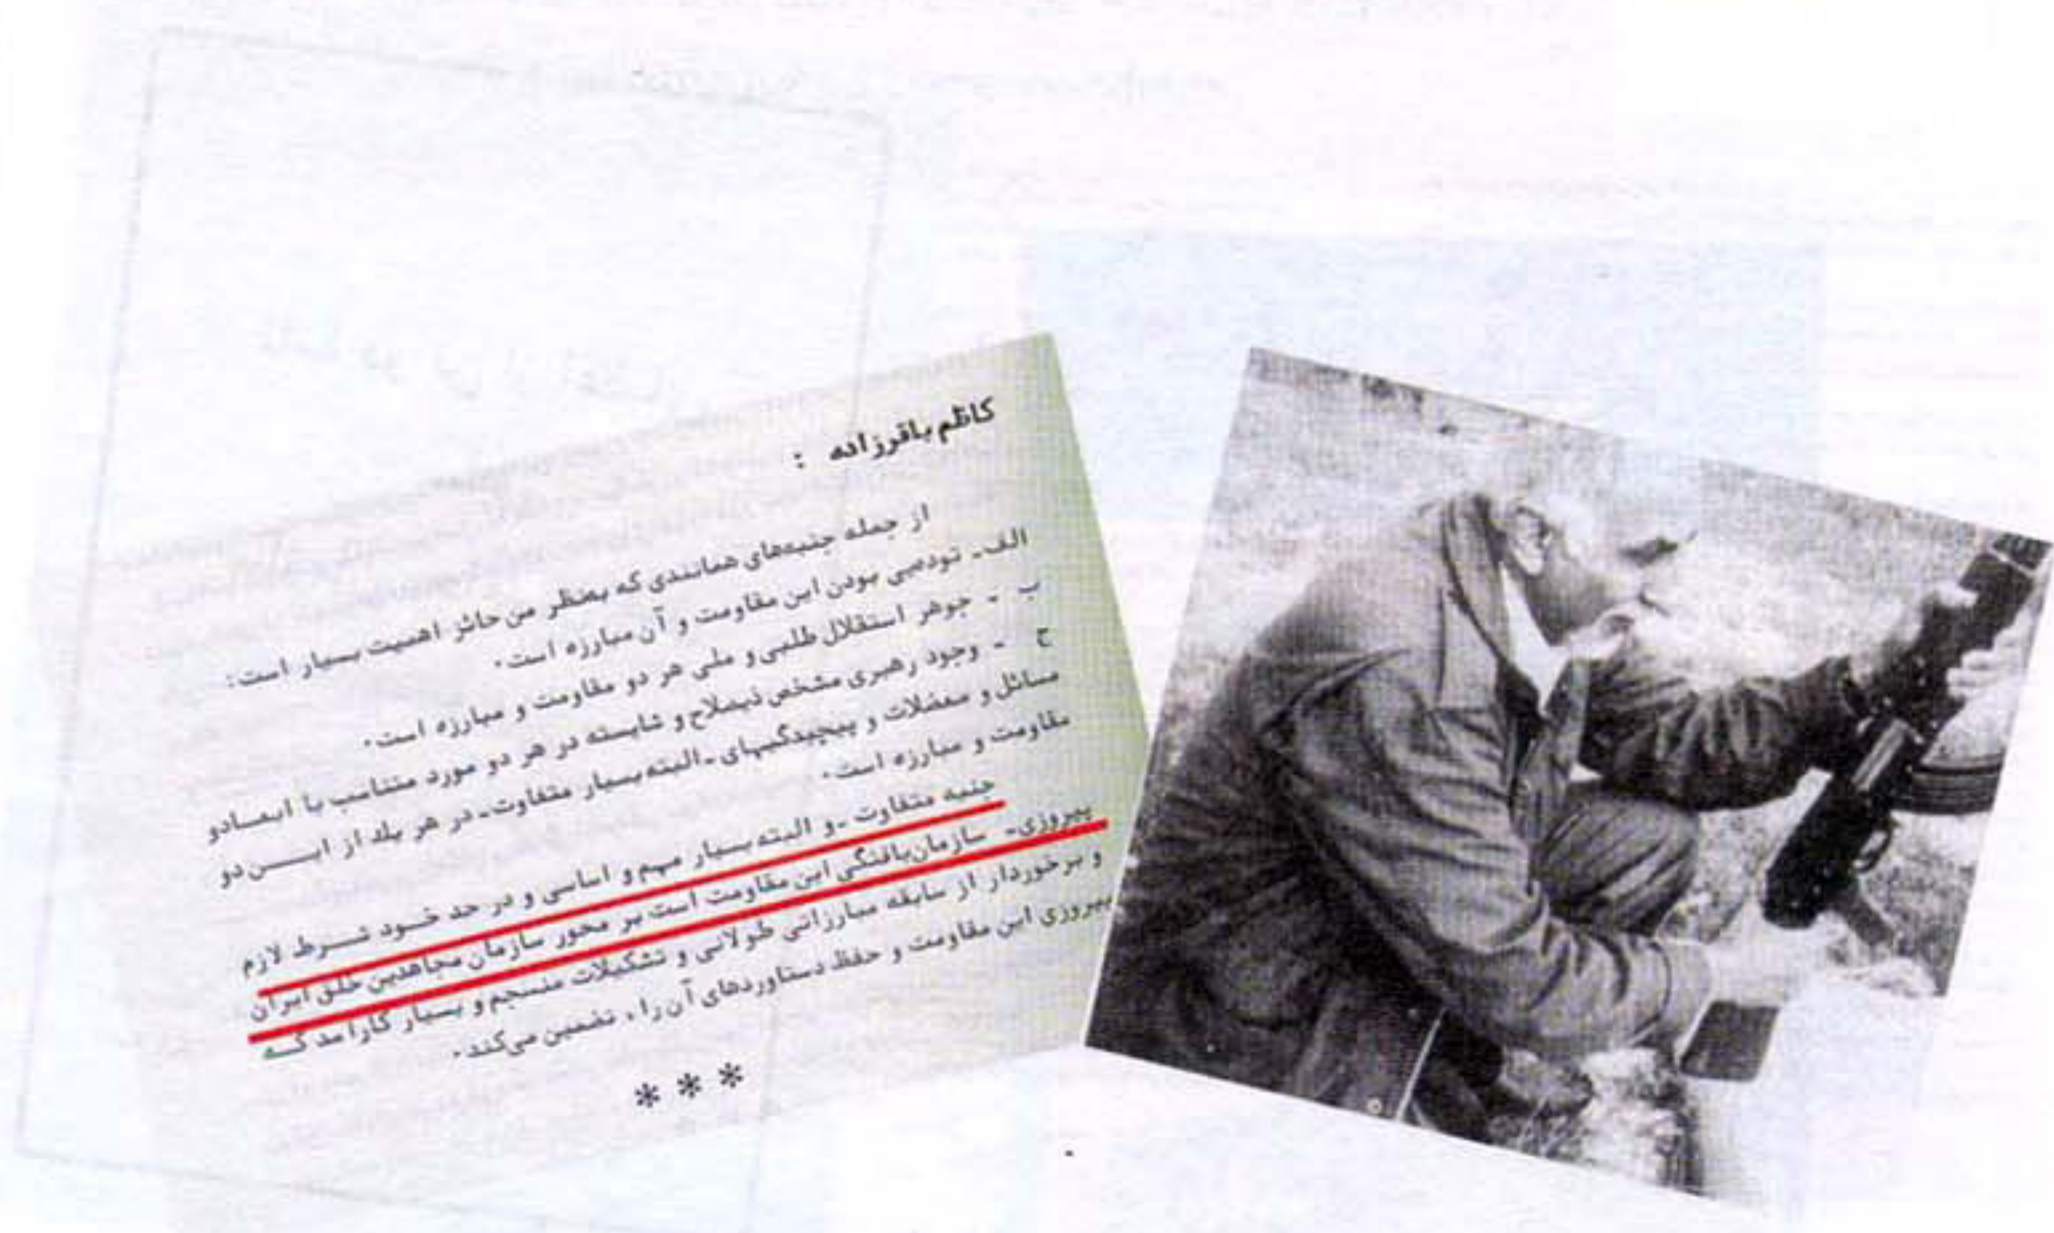 کاظم باقرزاده :
از جمله جنبه‌های همانندی که بنظر من حائز اهمیت بسیار است :
الف - توده‌یی بودن این مقاومت و آن مبارزه است .
ب - جوهر استقلال طلبی و ملی هر دو مقاومت و مبارزه است .
ج - وجود رهبری مشخص ذیصلاح و شایسته در هر دو مورد متناسب با ابعاد و
مسائل و معضلات و پیچیدگیهای - البته بسیار متفاوت - در هر یک از این دو
مقاومت و مبارزه است .
جنبه متفاوت - و البته بسیار مهم و اساسی و در حد خود شرط لازم
پیروزی - سازمان‌یافتگی این مقاومت است بر محور سازمان مجاهدین خلق ایران
و برخوردار از سابقه مبارزاتی طولانی و تشکیلات منسجم و بسیار کارآمد که
پیروزی این مقاومت و حفظ دستاوردهای آن را ، تضمین می‌کند .
* * *